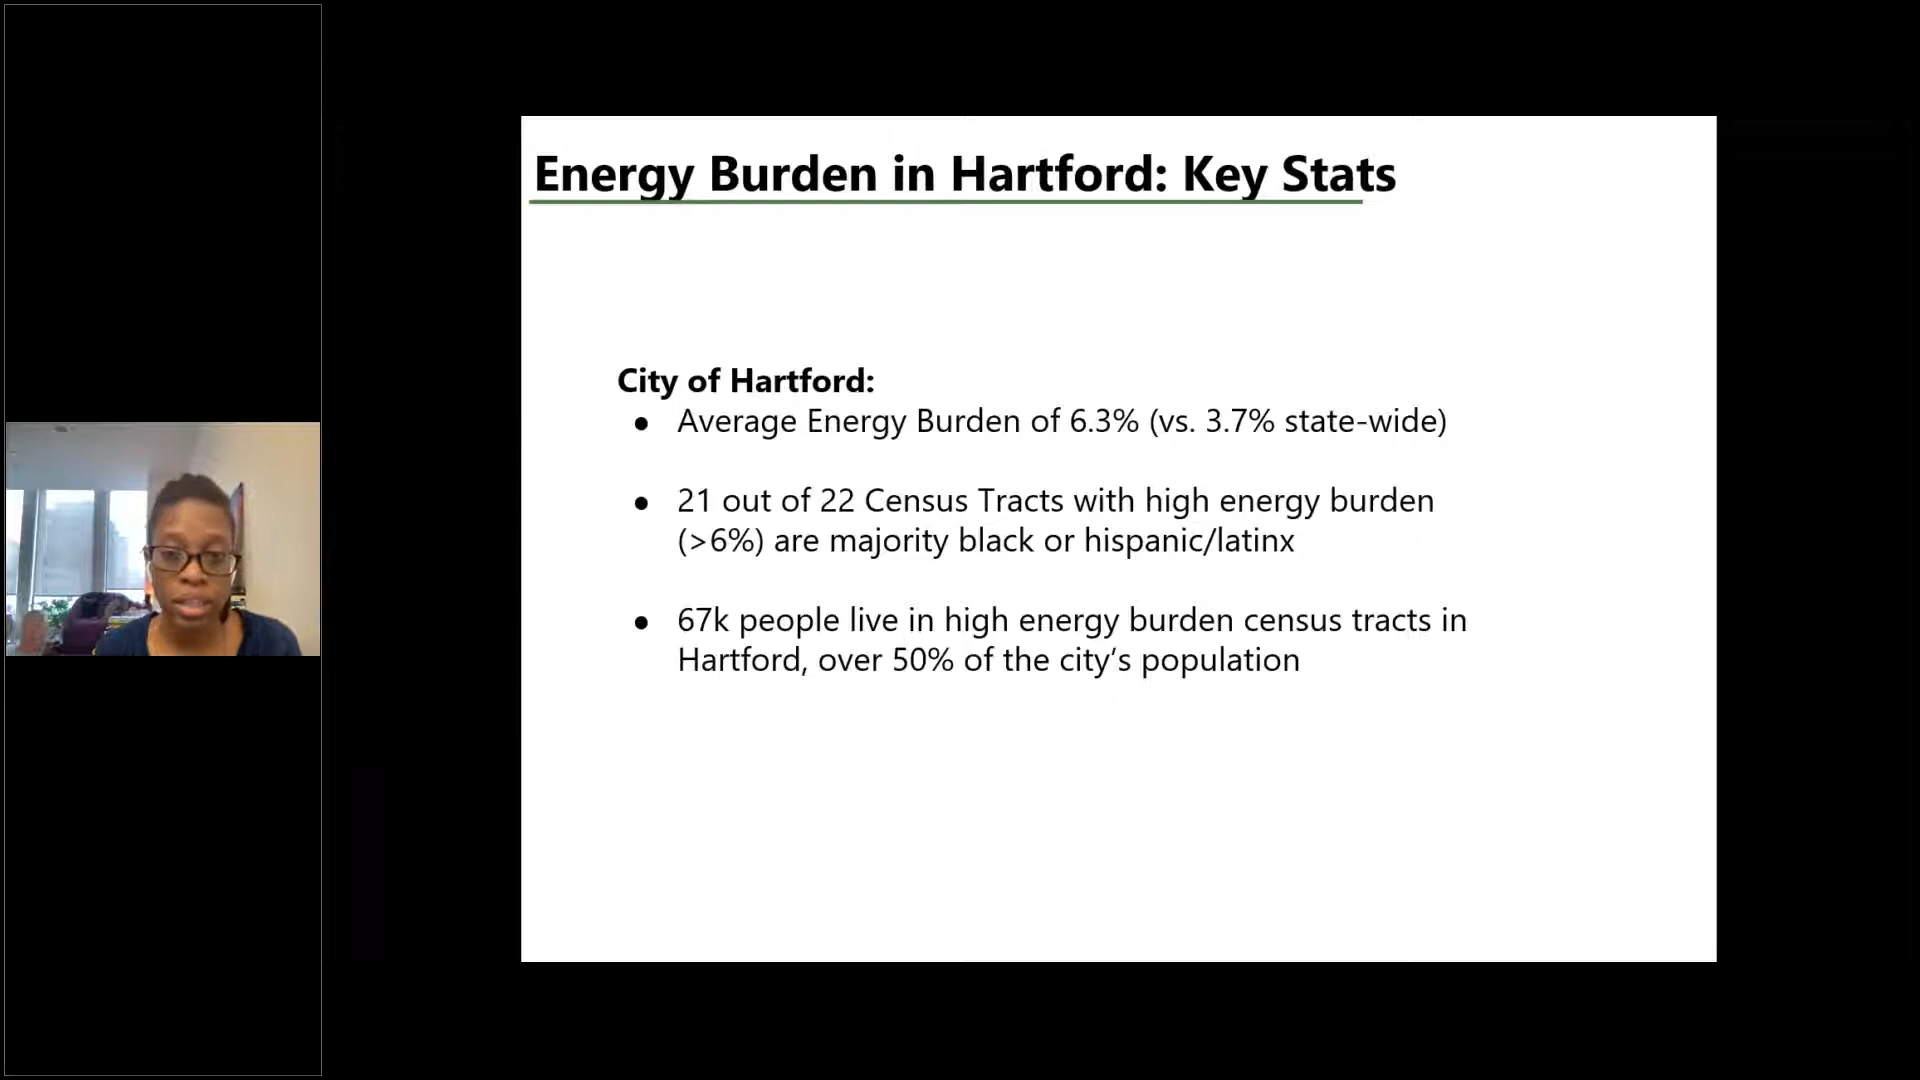 Energy Burden in Hartford: Key Stats
City of Hartford:
● Average Energy Burden of 6.3% (vs. 3.7% state-wide)
● 21 out of 22 Census Tracts with high energy burden
(>6%) are majority black or hispanic/latinx
● 67k people live in high energy burden census tracts in
Hartford, over 50% of the city’s population